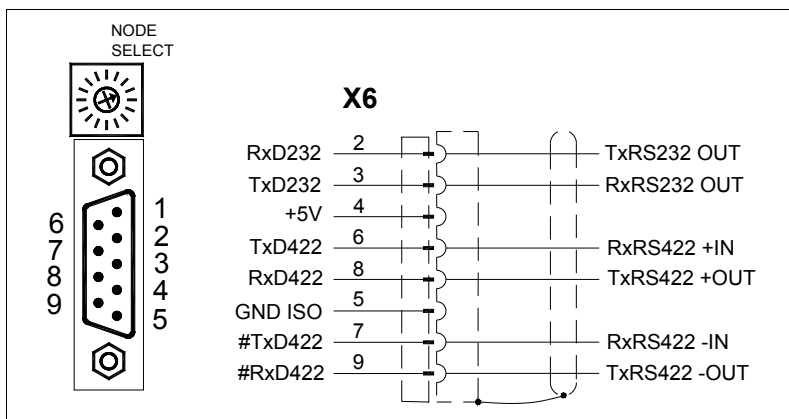 NODE
SELECT
X6
6
7
8
9
1
2
3
4
5
RxD232 2 TxRS232 OUT
TxD232 3 RxRS232 OUT
+5V 4
TxD422 6 RxRS422 +IN
RxD422 8 TxRS422 +OUT
GND ISO 5
#TxD422 7 RxRS422 -IN
#RxD422 9 TxRS422 -OUT